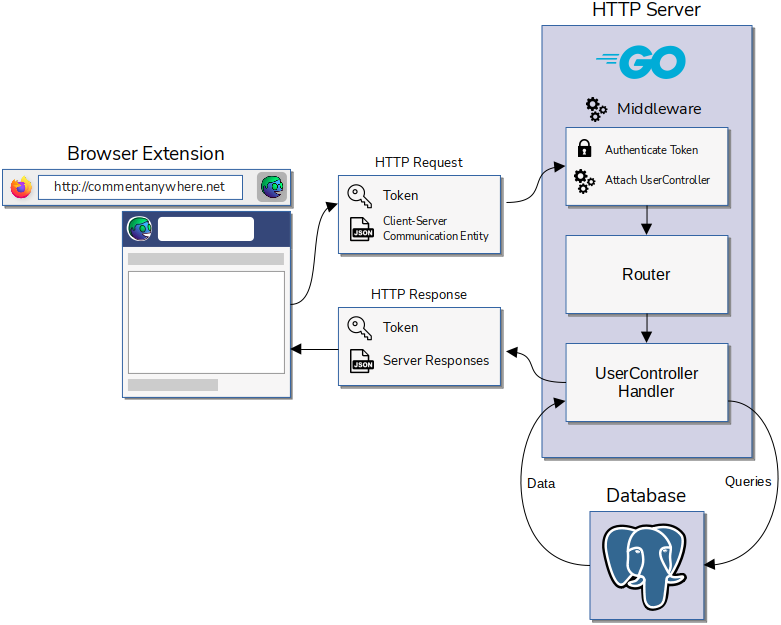 HTTP Server
GO
Middleware
Authenticate Token
Attach UserController
Router
UserController
Handler
Browser Extension
http://commentanywhere.net
HTTP Request
Token
Client-Server
Communication Entity
JSON
HTTP Response
Token
Server Responses
JSON
Data
Queries
Database